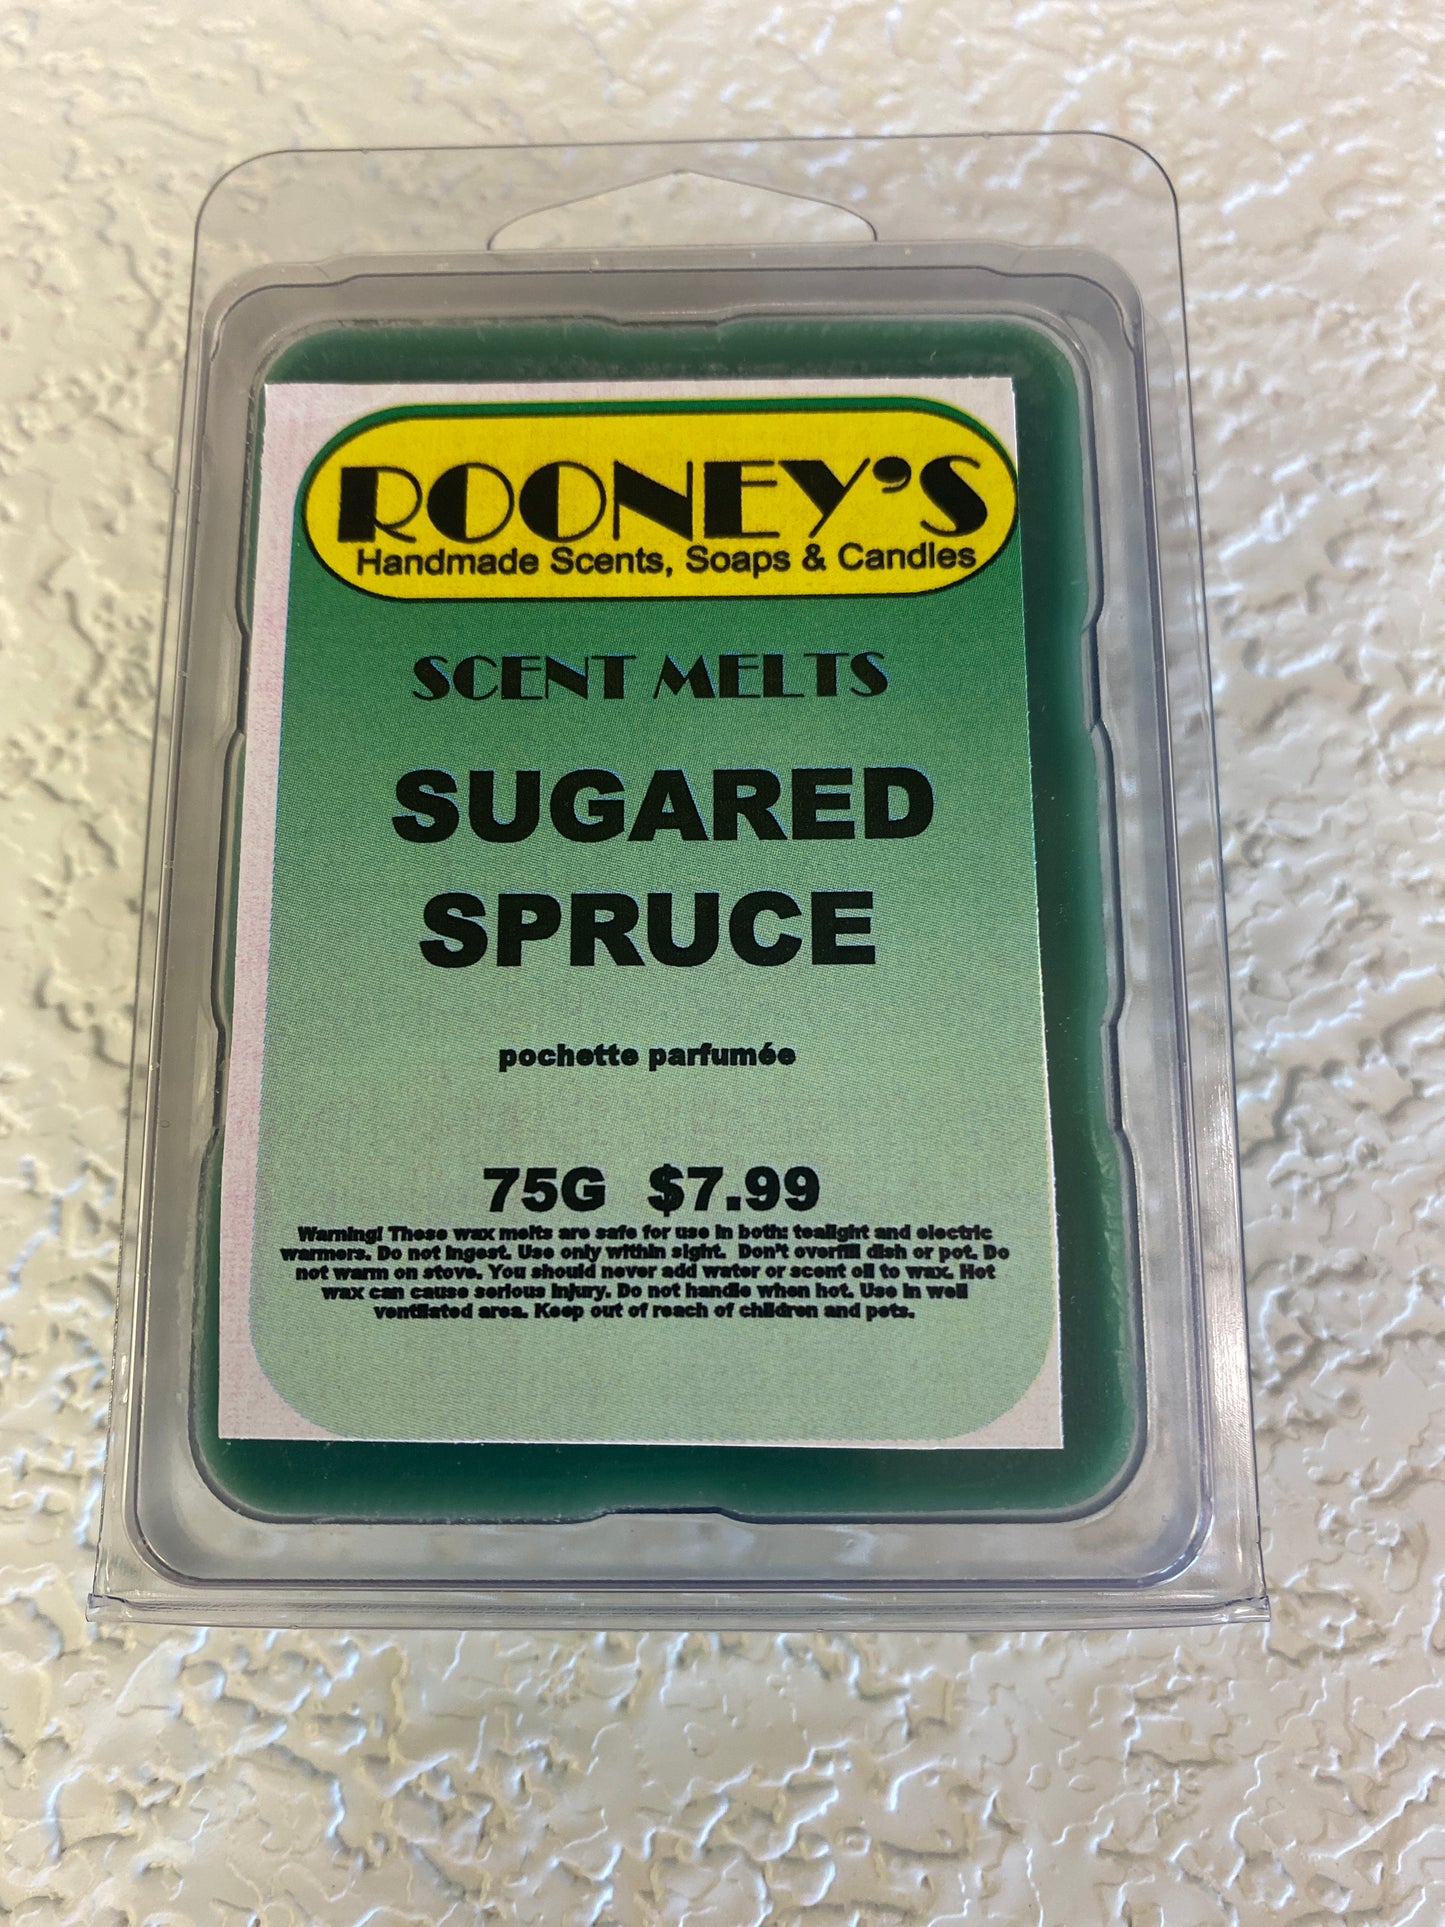 ROONEY'S
Handmade Scents, Soaps & Candles
SCENT MELTS
SUGARED
SPRUCE
pochette parfumée
75G $7.99
Warning! These wax melts are safe for use in both: tealight and electric
warmers. Do not ingest. Use only within sight. Don't overfill dish or pot. Do
not warm on stove. You should never add water or scent oil to wax. Hot
wax can cause serious injury. Do not handle when hot. Use in well
ventilated area. Keep out of reach of children and pets.